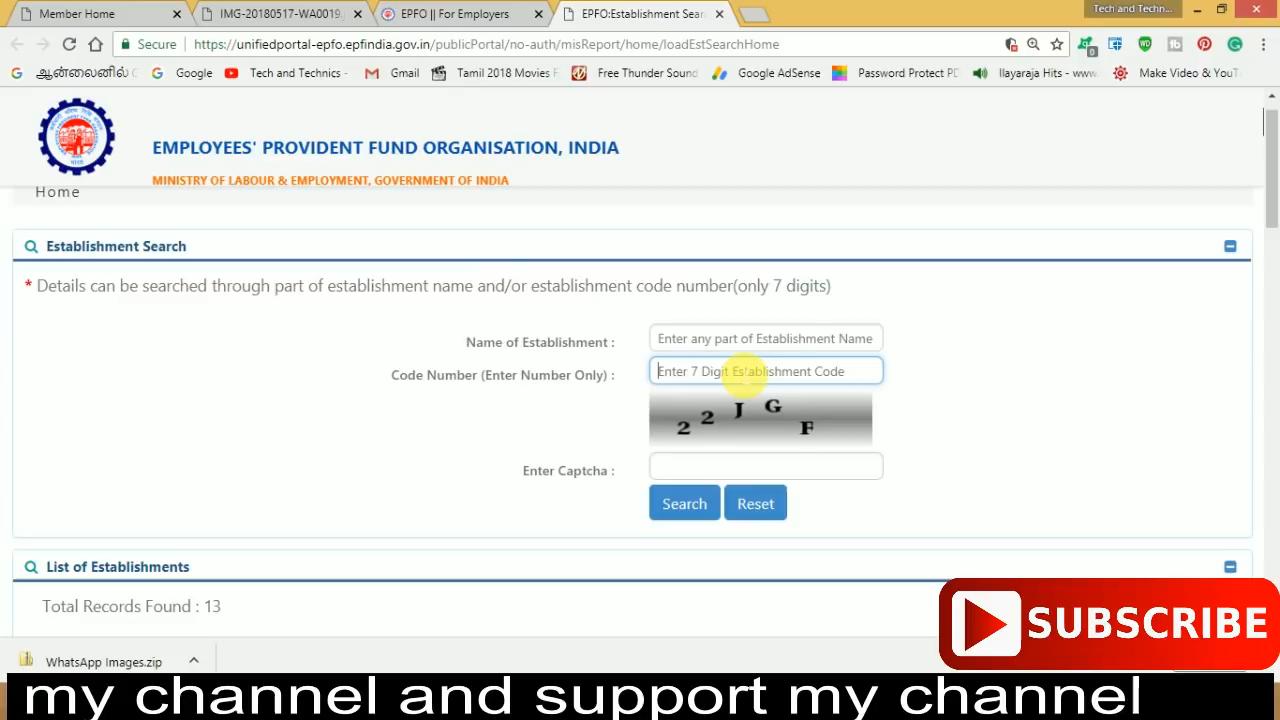 Member Home
IMG-20180517-WA0019.j
EPFO || For Employers
EPFO:Establishment Sear
Tech and Techn...
Secure
https://unifiedportal-epfo.epfindia.gov.in/publicPortal/no-auth/misReport/home/loadEstSearchHome
ஆன்லைனில்
Google
Tech and Technics -
Gmail
Tamil 2018 Movies F
Free Thunder Sound
Google AdSense
Password Protect PD
Ilayaraja Hits - www.
Make Video & YouT
EMPLOYEES' PROVIDENT FUND ORGANISATION, INDIA
MINISTRY OF LABOUR & EMPLOYMENT, GOVERNMENT OF INDIA
Home
Establishment Search
* Details can be searched through part of establishment name and/or establishment code number(only 7 digits)
Name of Establishment : Enter any part of Establishment Name
Code Number (Enter Number Only) : Enter 7 Digit Establishment Code
2 2 J G F
Enter Captcha :
Search Reset
List of Establishments
Total Records Found : 13
SUBSCRIBE
WhatsApp Images.zip
my channel and support my channel